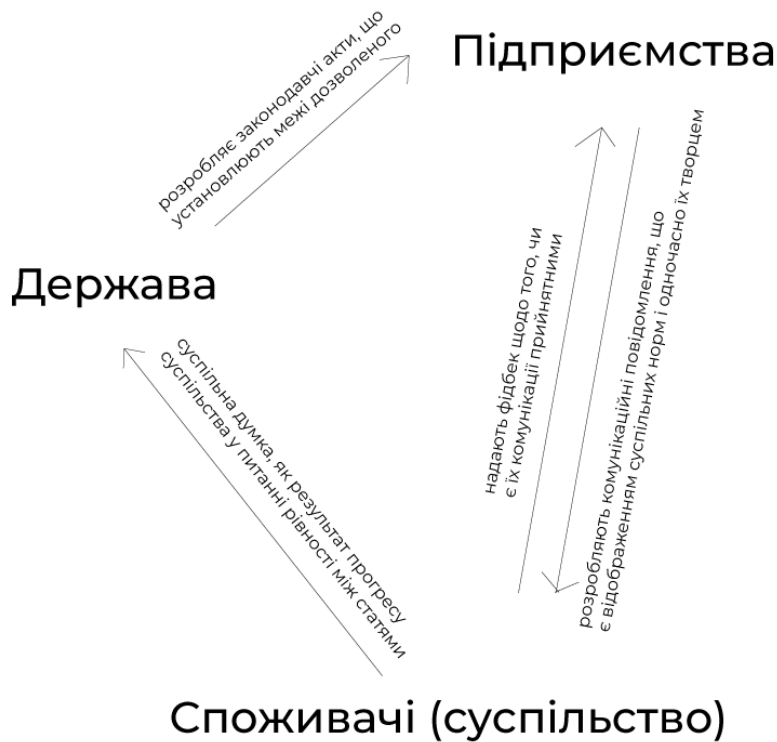 розробляє законодавчі акти, що
установлюють межі дозволеного
Підприємства
Держава
надають фідбек щодо того, чи
є їх комунікації прийнятними
розробляють комунікаційні повідомлення, що
є відображенням суспільних норм і одночасно їх творцем
суспільна думка, як результат прогресу
суспільства у питанні рівності між статями
Споживачі (суспільство)